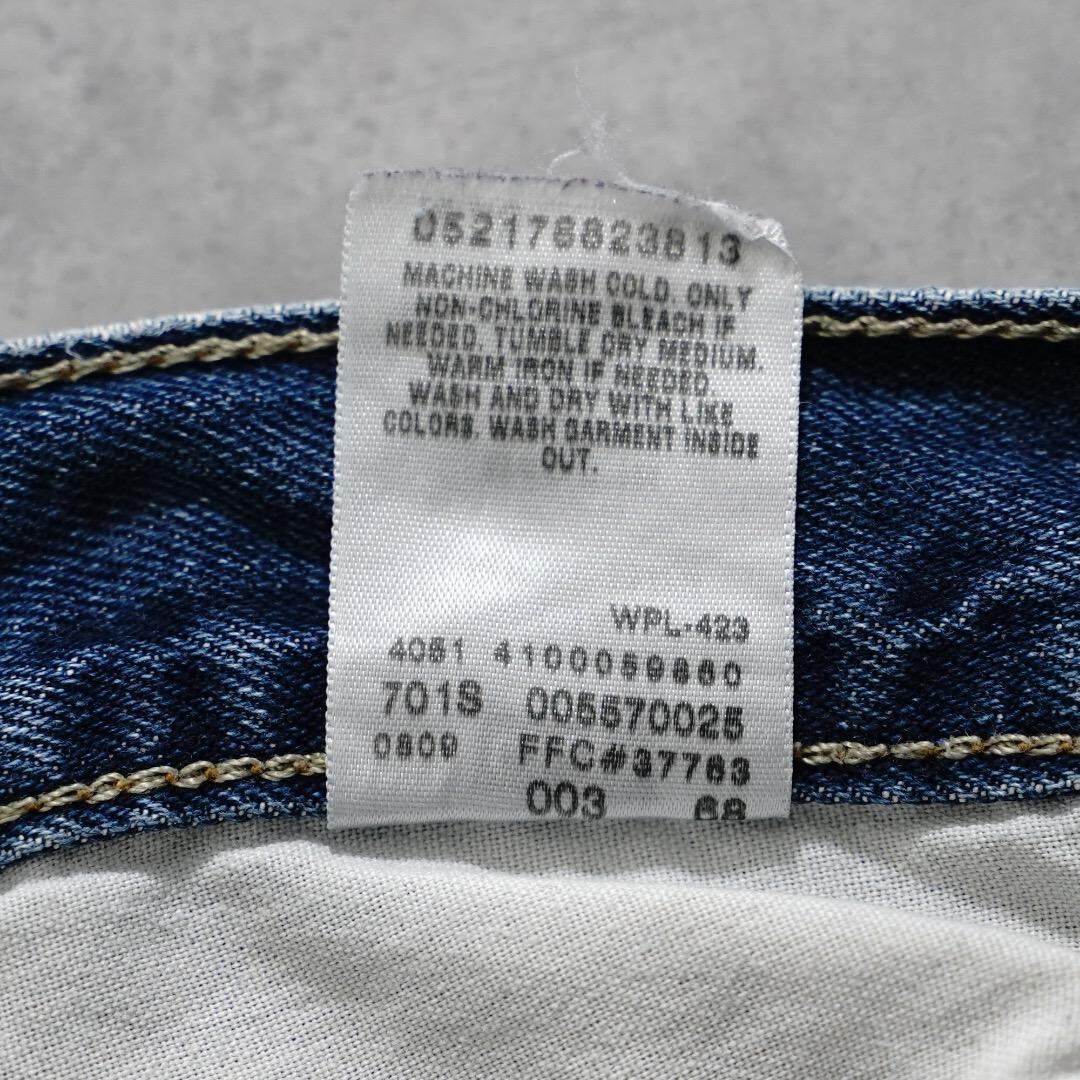 052176823813
MACHINE WASH COLD. ONLY
NON-CHLORINE BLEACH IF
NEEDED. TUMBLE DRY MEDIUM.
WARM IRON IF NEEDED.
WASH AND DRY WITH LIKE
COLORS. WASH GARMENT INSIDE
OUT.
WPL-423
4051 4100059860
701S 005570025
0800 FFC#37763
003 68